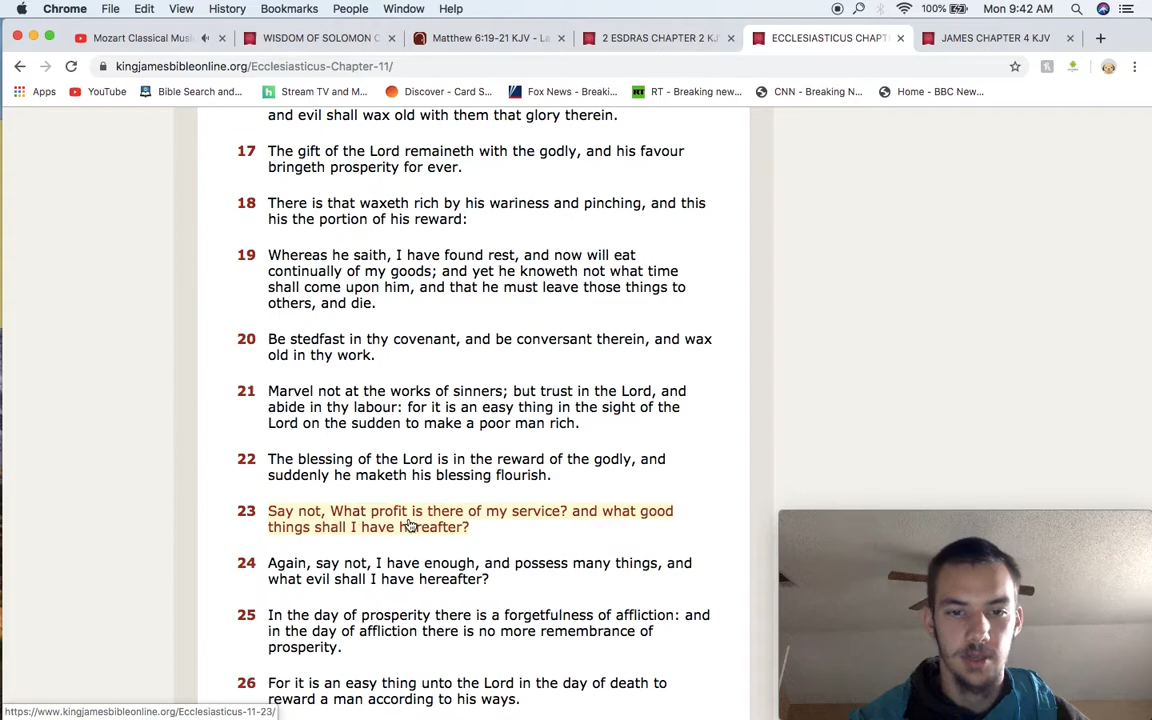 Chrome File Edit View History Bookmarks People Window Help 100% Mon 9:42 AM
Mozart Classical Musi WISDOM OF SOLOMON C Matthew 6:19-21 KJV - La 2 ESDRAS CHAPTER 2 KJ ECCLESIASTICUS CHAPT JAMES CHAPTER 4 KJV
kingjamesbibleonline.org/Ecclesiasticus-Chapter-11/
Apps YouTube Bible Search and... Stream TV and M... Discover - Card S... Fox News - Breaki... RT - Breaking new... CNN - Breaking N... Home - BBC New...
and evil shall wax old with them that glory therein.
17 The gift of the Lord remaineth with the godly, and his favour
bringeth prosperity for ever.
18 There is that waxeth rich by his wariness and pinching, and this
his the portion of his reward:
19 Whereas he saith, I have found rest, and now will eat
continually of my goods; and yet he knoweth not what time
shall come upon him, and that he must leave those things to
others, and die.
20 Be stedfast in thy covenant, and be conversant therein, and wax
old in thy work.
21 Marvel not at the works of sinners; but trust in the Lord, and
abide in thy labour: for it is an easy thing in the sight of the
Lord on the sudden to make a poor man rich.
22 The blessing of the Lord is in the reward of the godly, and
suddenly he maketh his blessing flourish.
23 Say not, What profit is there of my service? and what good
things shall I have hereafter?
24 Again, say not, I have enough, and possess many things, and
what evil shall I have hereafter?
25 In the day of prosperity there is a forgetfulness of affliction: and
in the day of affliction there is no more remembrance of
prosperity.
26 For it is an easy thing unto the Lord in the day of death to
reward a man according to his ways.
https://www.kingjamesbibleonline.org/Ecclesiasticus-11-23/